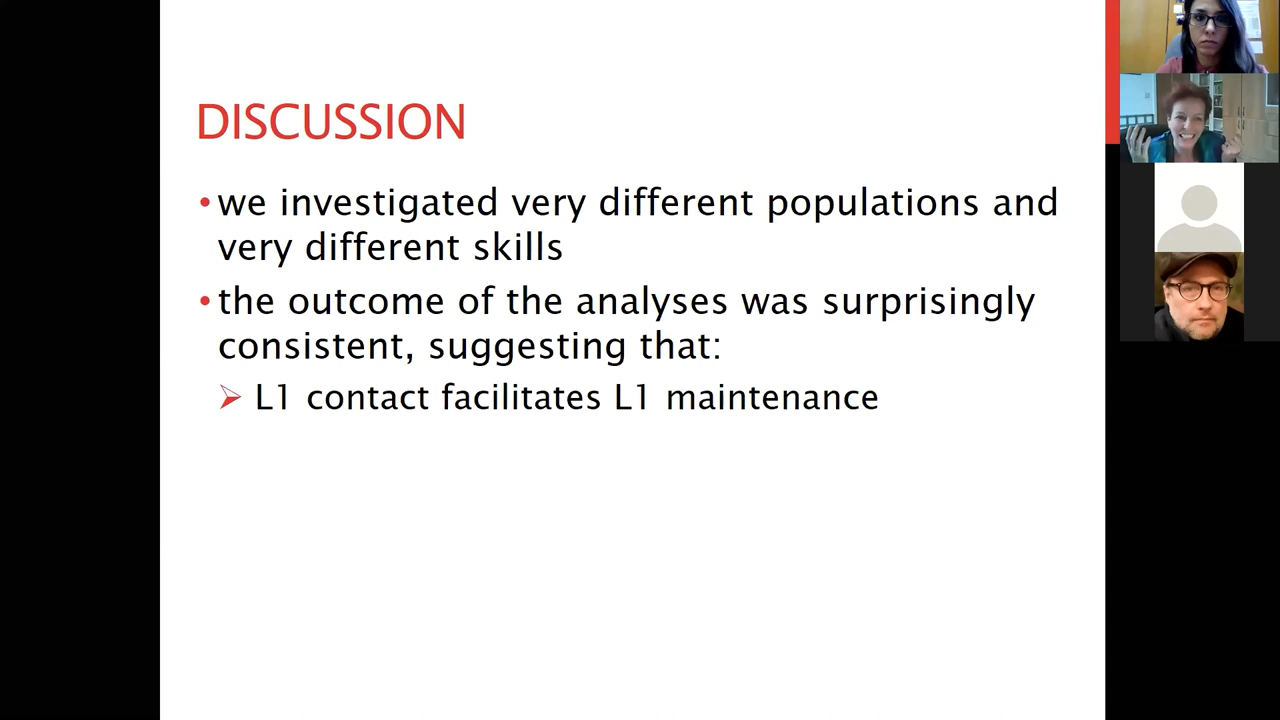 DISCUSSION
•we investigated very different populations and
very different skills
•the outcome of the analyses was surprisingly
consistent, suggesting that:
➢ L1 contact facilitates L1 maintenance